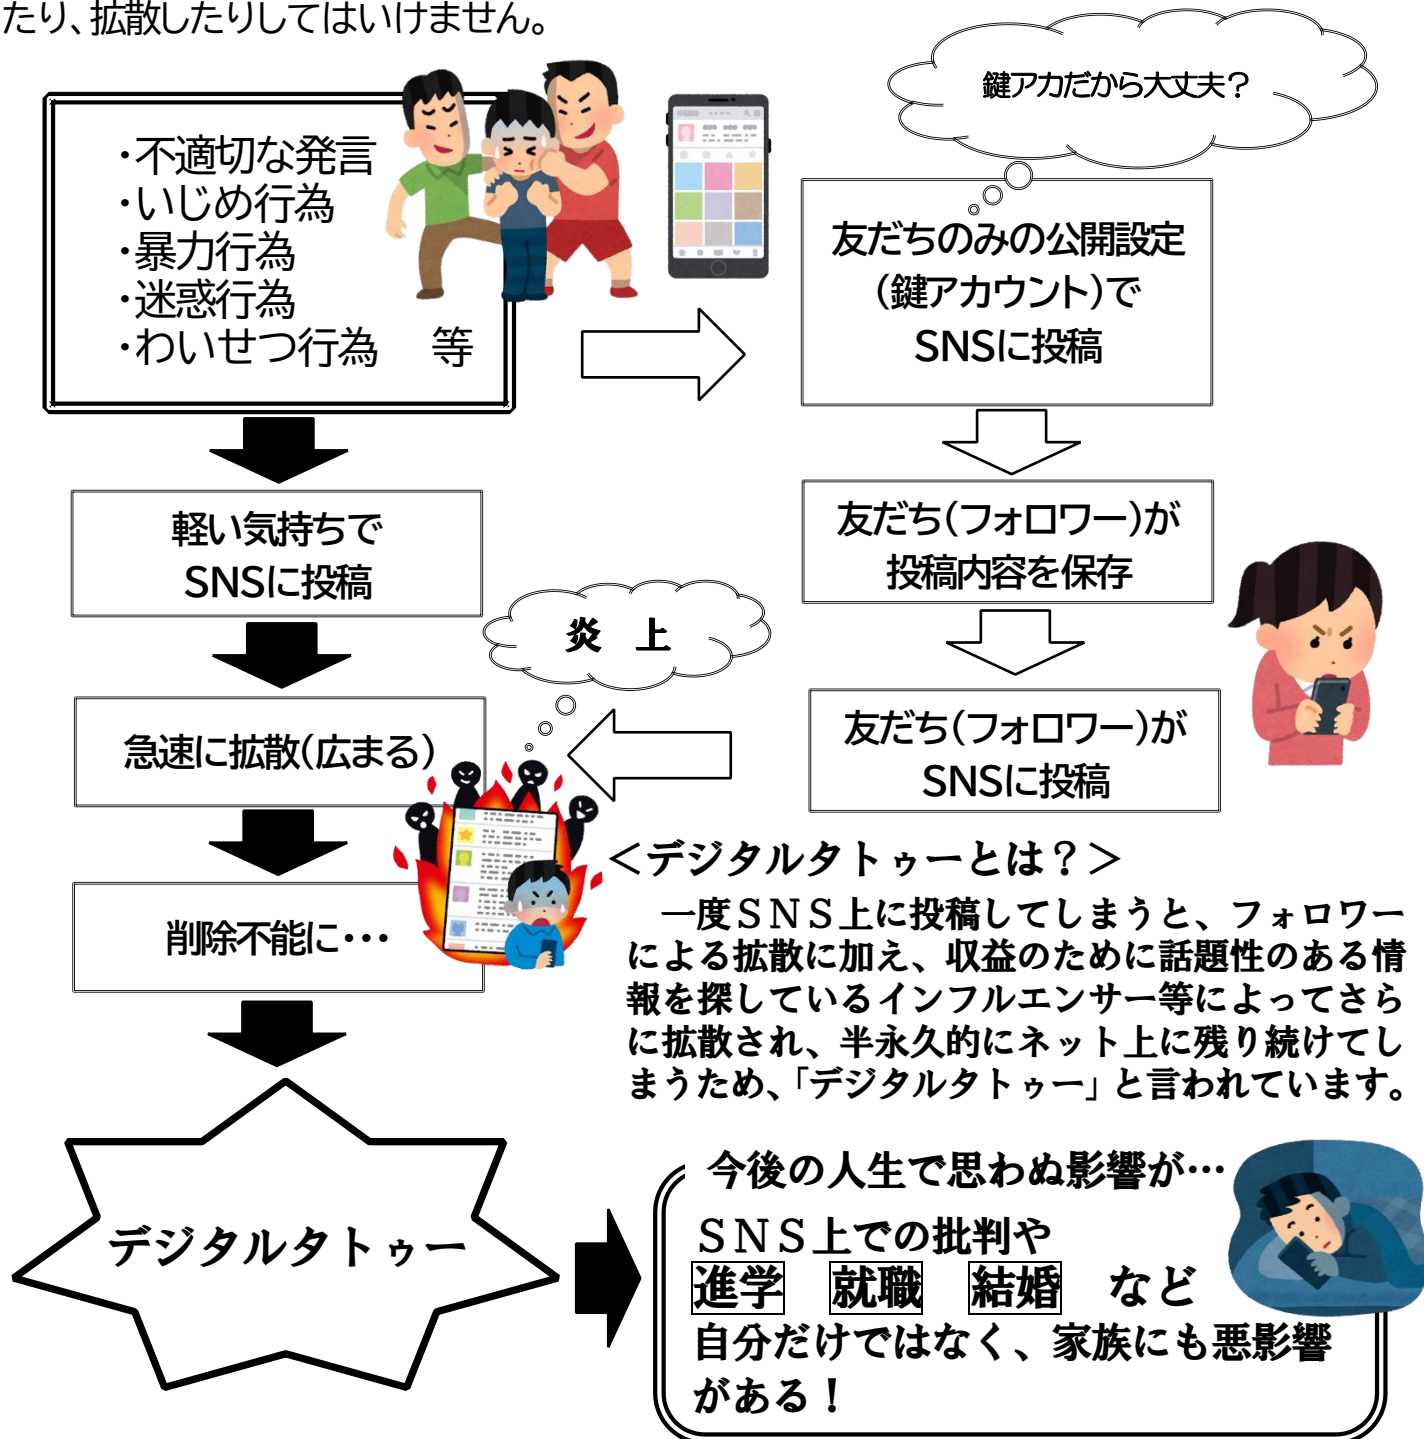 たり、拡散したりしてはいけません。
鍵アカだから大丈夫？
・不適切な発言
・いじめ行為
・暴力行為
・迷惑行為
・わいせつ行為　等
友だちのみの公開設定
(鍵アカウント)で
SNSに投稿
軽い気持ちで
SNSに投稿
友だち(フォロワー)が
投稿内容を保存
炎　上
急速に拡散(広まる)
友だち(フォロワー)が
SNSに投稿
削除不能に・・・
＜デジタルタトゥーとは？＞
一度ＳＮＳ上に投稿してしまうと、フォロワー
による拡散に加え、収益のために話題性のある情
報を探しているインフルエンサー等によってさら
に拡散され、半永久的にネット上に残り続けてし
まうため、「デジタルタトゥー」と言われています。
デジタルタトゥー
今後の人生で思わぬ影響が…
ＳＮＳ上での批判や
進学　就職　結婚　など
自分だけではなく、家族にも悪影響
がある！